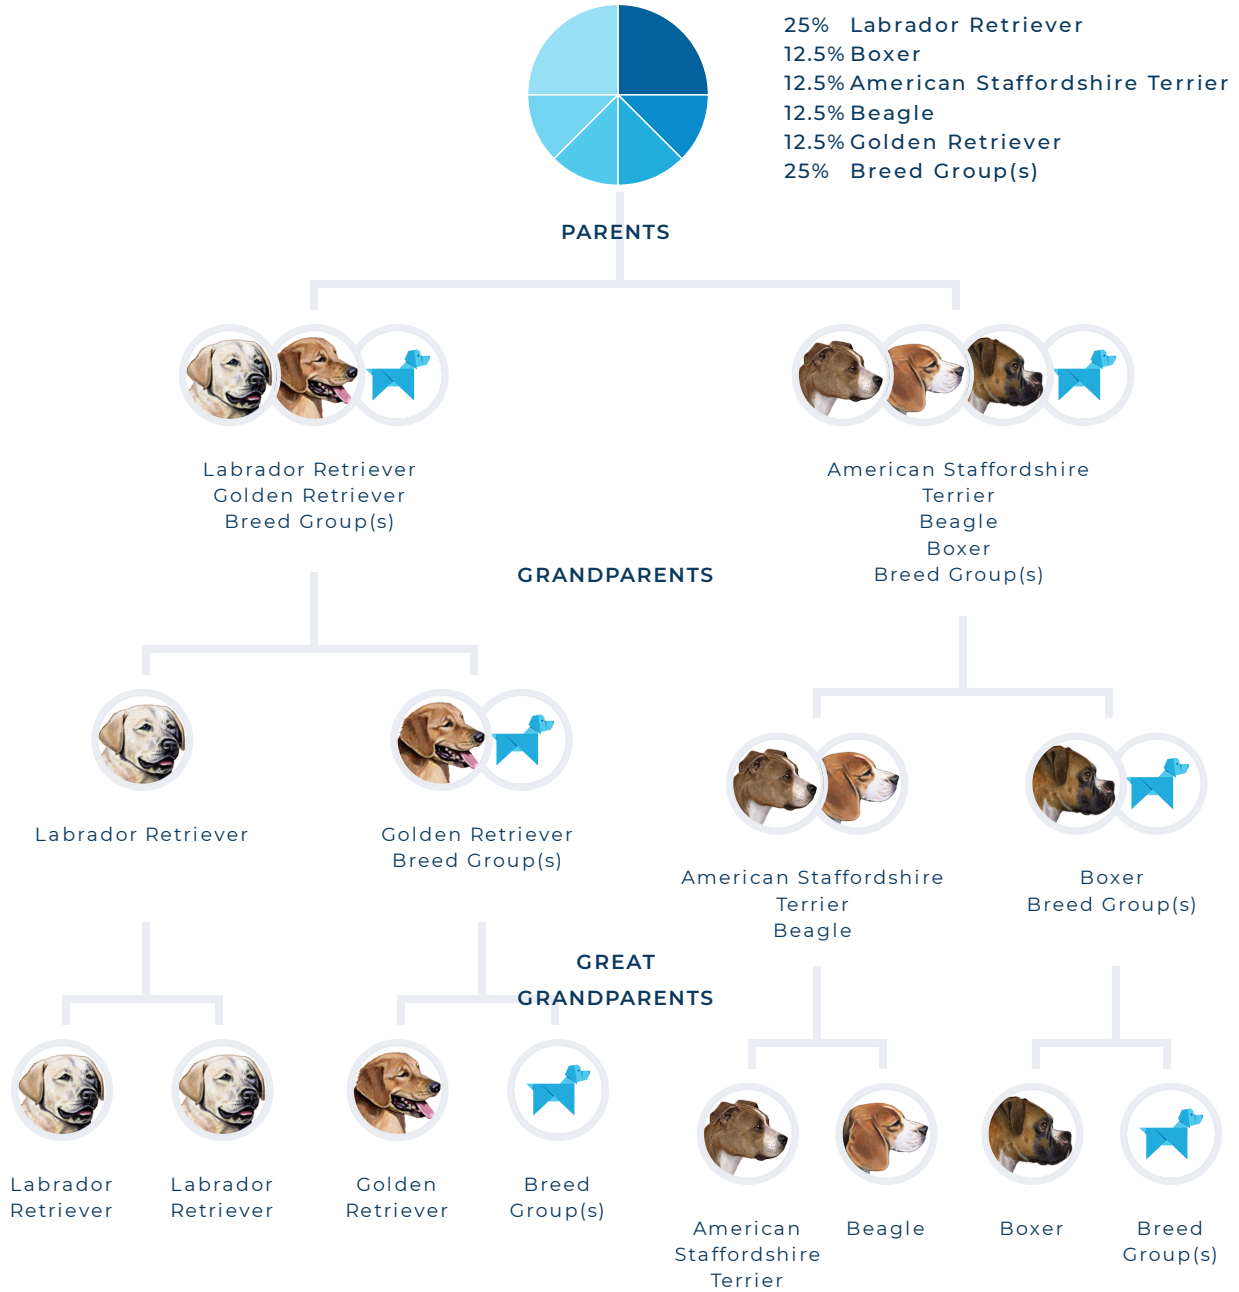 25% Labrador Retriever
12.5% Boxer
12.5% American Staffordshire Terrier
12.5% Beagle
12.5% Golden Retriever
25% Breed Group(s)
PARENTS
Labrador Retriever
Golden Retriever
Breed Group(s)
American Staffordshire
Terrier
Beagle
Boxer
Breed Group(s)
GRANDPARENTS
Labrador Retriever
Golden Retriever
Breed Group(s)
American Staffordshire
Terrier
Beagle
Boxer
Breed Group(s)
GREAT
GRANDPARENTS
Labrador
Retriever
Labrador
Retriever
Golden
Retriever
Breed
Group(s)
American
Staffordshire
Terrier
Beagle
Boxer
Breed
Group(s)